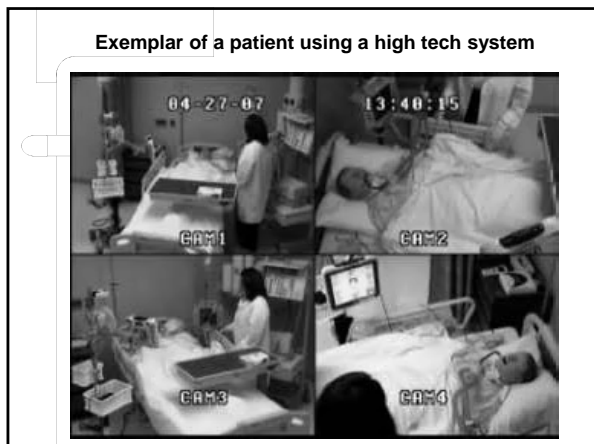 Exemplar of a patient using a high tech system
04-27-07 13:40:15
CAM1 CAM2
CAM3 CAM4